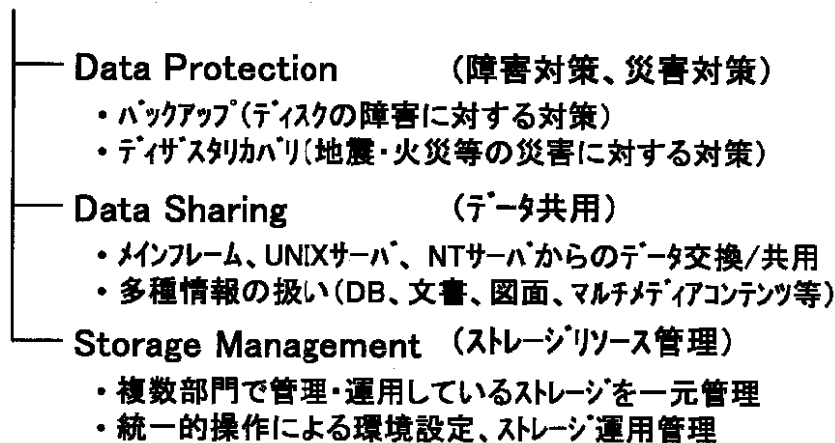 Data Protection (障害対策、災害対策)
・バックアップ(ディスクの障害に対する対策)
・ディザスタリカバリ(地震・火災等の災害に対する対策)
Data Sharing (データ共用)
・メインフレーム、UNIXサーバ、NTサーバからのデータ交換/共用
・多種情報の扱い(DB、文書、図面、マルチメディアコンテンツ等)
Storage Management (ストレージリソース管理)
・複数部門で管理・運用しているストレージを一元管理
・統一的操作による環境設定、ストレージ運用管理